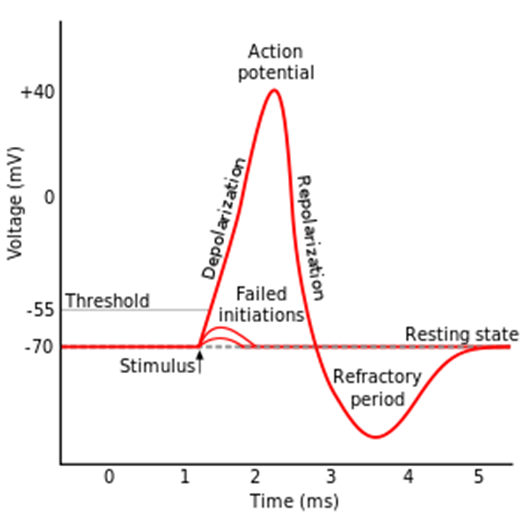 Action
potential
+40
Voltage (mV)
0
Depolarization
Repolarization
Failed
initiations
Threshold
-55
-70
Resting state
Stimulus
Refractory
period
0 1 2 3 4 5
Time (ms)